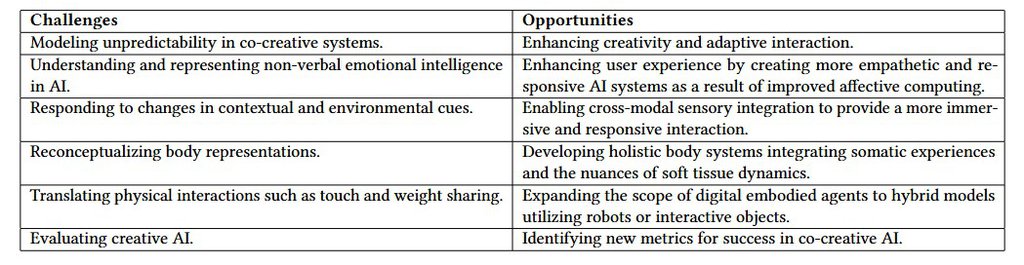 Challenges Opportunities
Modeling unpredictability in co-creative systems. Enhancing creativity and adaptive interaction.
Understanding and representing non-verbal emotional intelligence
in AI.
Enhancing user experience by creating more empathetic and re-
sponsive AI systems as a result of improved affective computing.
Responding to changes in contextual and environmental cues. Enabling cross-modal sensory integration to provide a more immer-
sive and responsive interaction.
Reconceptualizing body representations. Developing holistic body systems integrating somatic experiences
and the nuances of soft tissue dynamics.
Translating physical interactions such as touch and weight sharing. Expanding the scope of digital embodied agents to hybrid models
utilizing robots or interactive objects.
Evaluating creative AI. Identifying new metrics for success in co-creative AI.